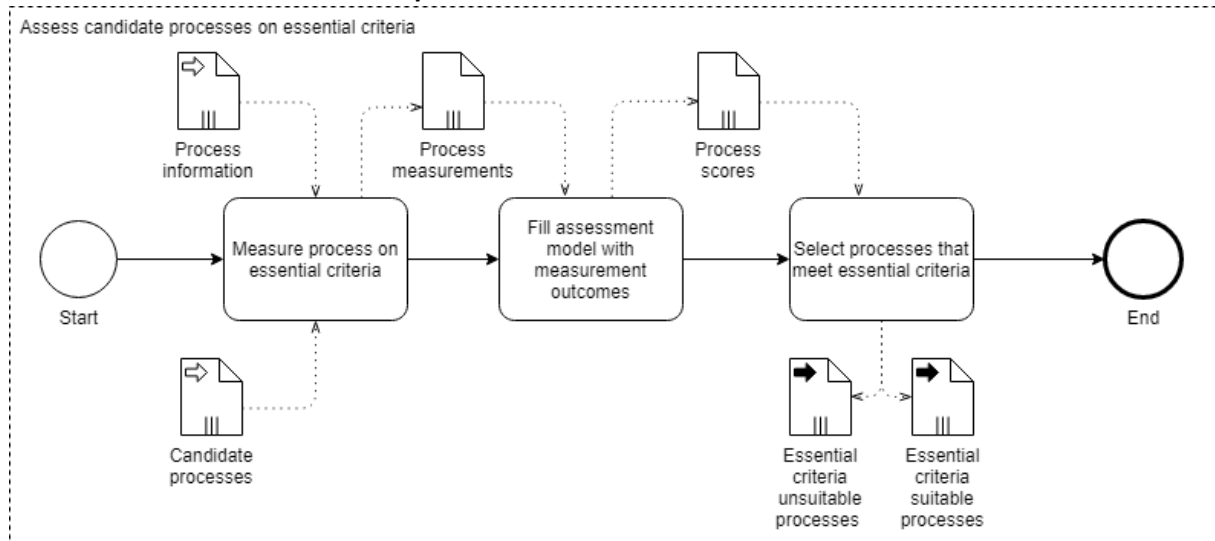 Assess candidate processes on essential criteria
Process
information
Process
measurements
Process
scores
Start
Measure process on
essential criteria
Fill assessment
model with
measurement
outcomes
Select processes that
meet essential criteria
End
Candidate
processes
Essential
criteria
unsuitable
processes
Essential
criteria
suitable
processes